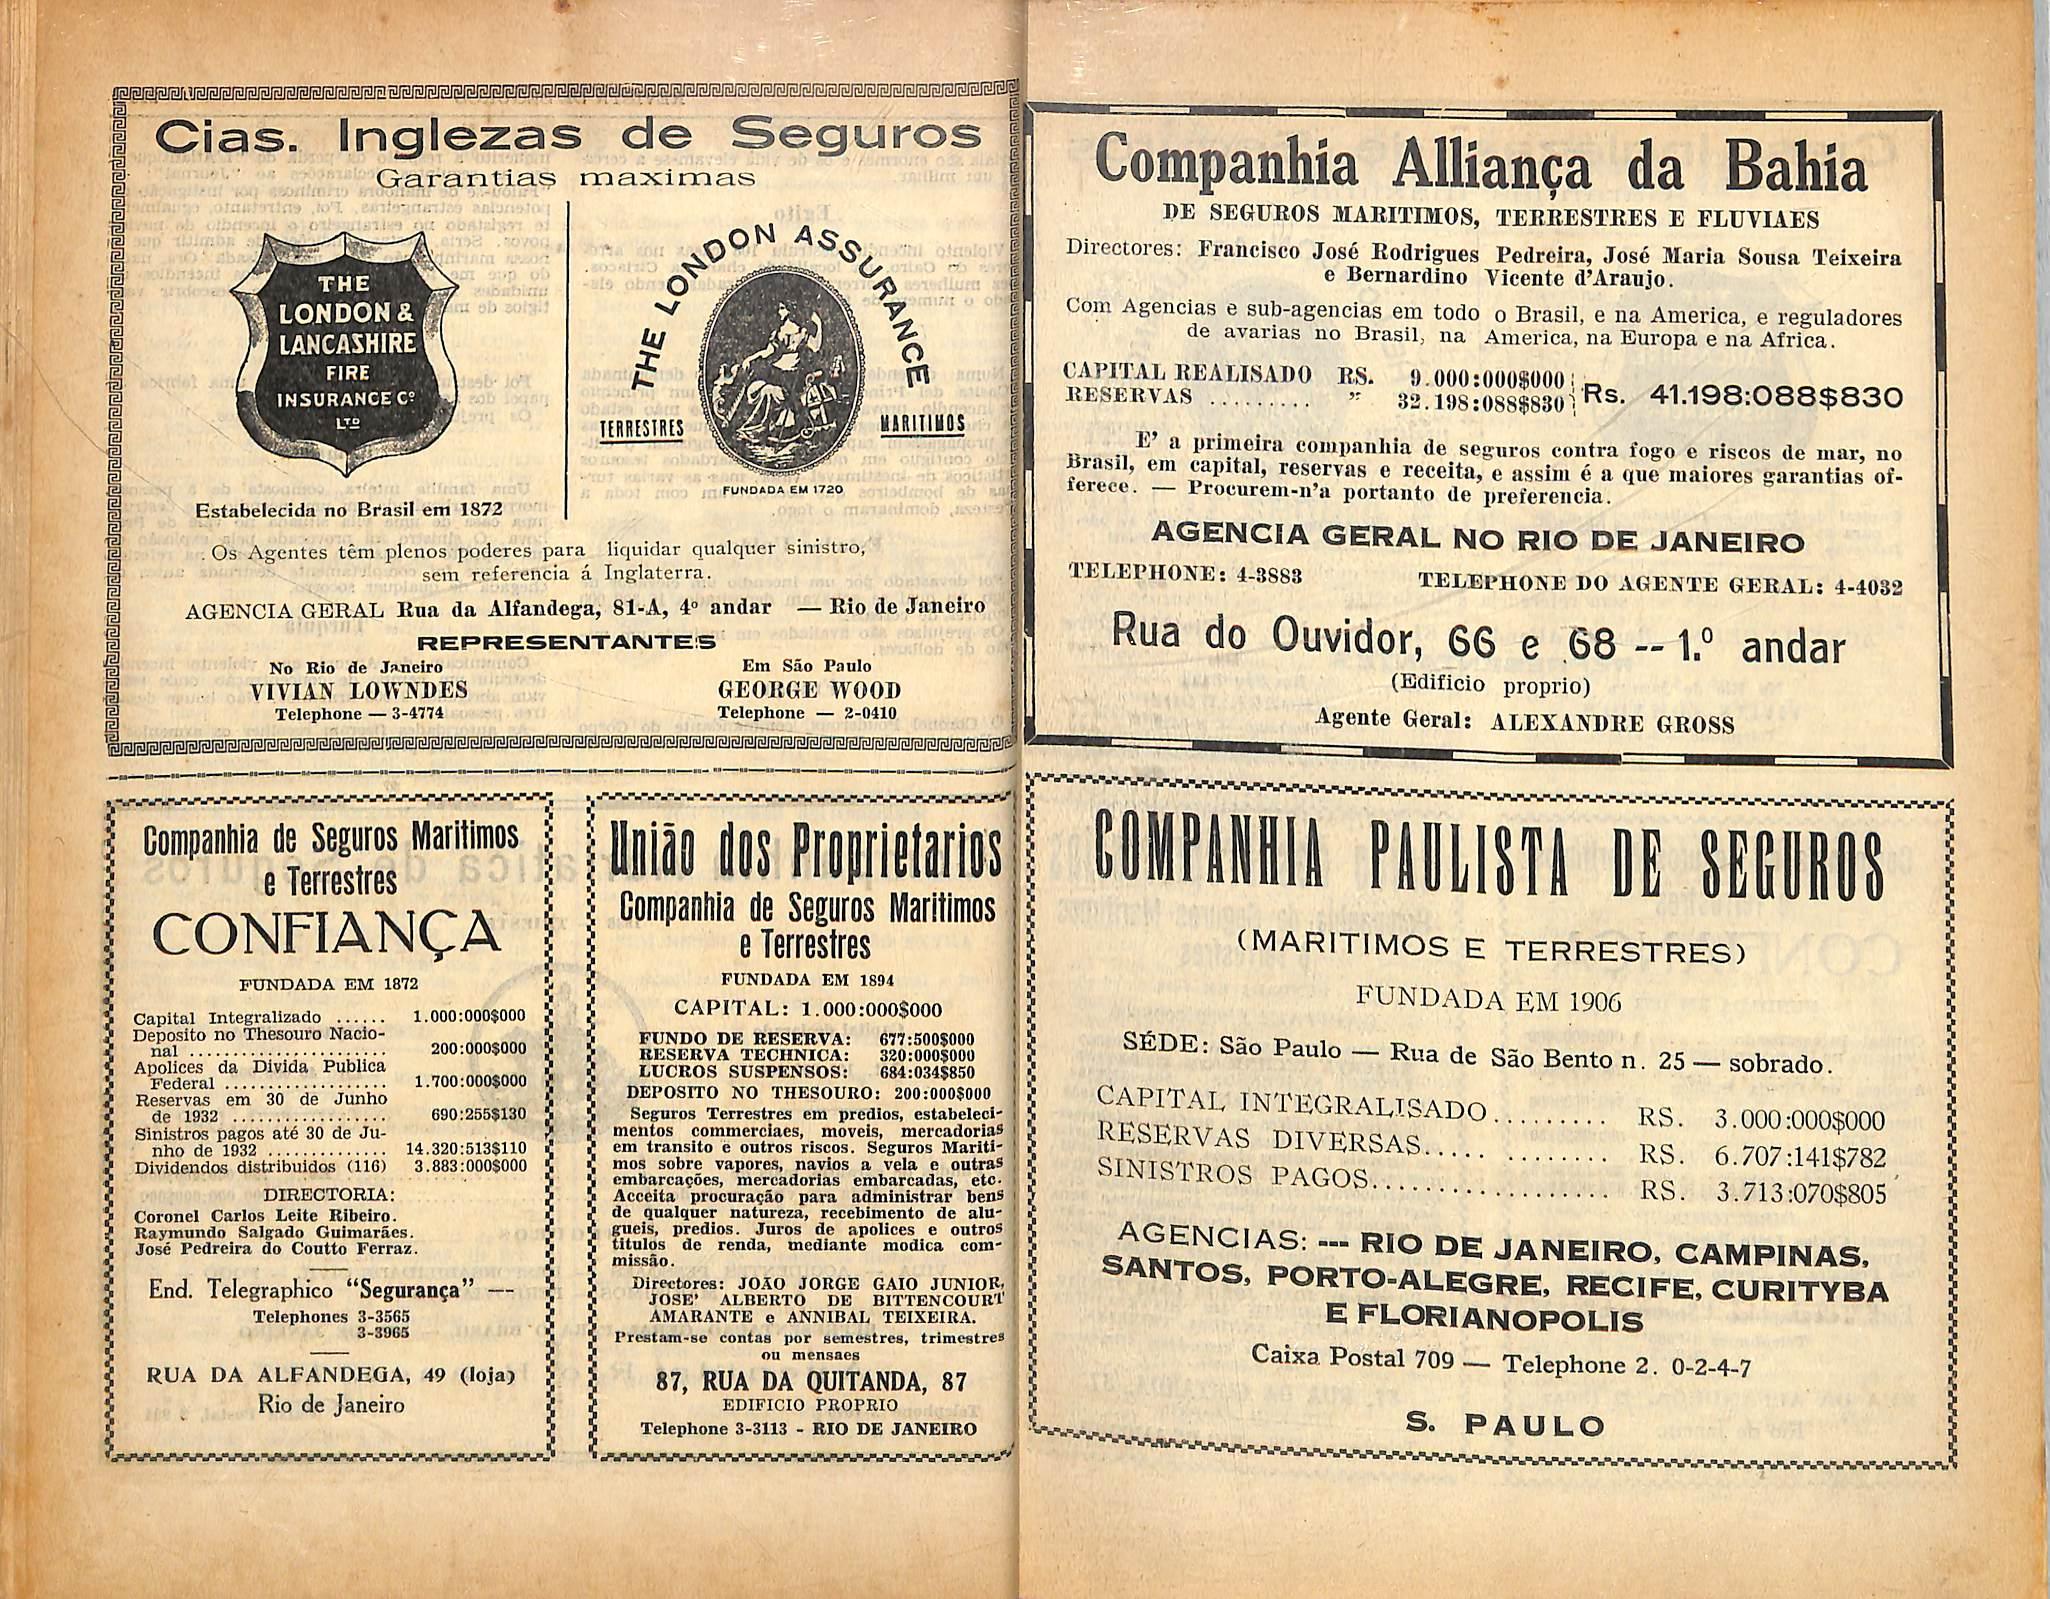 Cias. Inglezas de Seguros
Garantias maximas
THE
LONDON &
LANCASHIRE
FIRE
INSURANCE Cº
LTD
Estabelecida no Brasil em 1872
THE LONDON ASSURANCE
TERRESTRES
MARITIMOS
FUNDADA EM 1720
Os Agentes têm plenos poderes para liquidar qualquer sinistro,
sem referencia á Inglaterra.
AGENCIA GERAL Rua da Alfandega, 81-A, 4º andar — Rio de Janeiro
REPRESENTANTES
No Rio de Janeiro
VIVIAN LOWNDES
Telephone — 3-4774
Em São Paulo
GEORGE WOOD
Telephone — 2-0410
Companhia de Seguros Maritimos
e Terrestres
CONFIANÇA
FUNDADA EM 1872
Capital Integralizado ...... 1.000:000$000
Deposito no Thesouro Nacio-
nal ........................ 200:000$000
Apolices da Divida Publica
Federal ................... 1.700:000$000
Reservas em 30 de Junho
de 1932 .................. 690:255$130
Sinistros pagos até 30 de Ju-
nho de 1932 .............. 14.320:513$110
Dividendos distribuidos (116) 3.883:000$000
DIRECTORIA:
Coronel Carlos Leite Ribeiro.
Raymundo Salgado Guimarães.
José Pedreira do Coutto Ferraz.
End. Telegraphico "Segurança" —
Telephones 3-3565
3-3965
RUA DA ALFANDEGA, 49 (loja)
Rio de Janeiro
União dos Proprietarios
Companhia de Seguros Maritimos
e Terrestres
FUNDADA EM 1894
CAPITAL: 1.000:000$000
FUNDO DE RESERVA: 677:500$000
RESERVA TECHNICA: 320:000$000
LUCROS SUSPENSOS: 684:034$850
DEPOSITO NO THESOURO: 200:000$000
Seguros Terrestres em predios, estabeleci-
mentos commerciaes, moveis, mercadorias
em transito e outros riscos. Seguros Mariti-
mos sobre vapores, navios a vela e outras
embarcações, mercadorias embarcadas, etc.
Acceita procuração para administrar bens
de qualquer natureza, recebimento de alu-
gueis, predios. Juros de apolices e outros
titulos de renda, mediante modica com-
missão.
Directores: JOÃO JORGE GAIO JUNIOR,
JOSE' ALBERTO DE BITTENCOURT
AMARANTE e ANNIBAL TEIXEIRA.
Prestam-se contas por semestres, trimestres
ou mensaes
87, RUA DA QUITANDA, 87
EDIFICIO PROPRIO
Telephone 3-3113 - RIO DE JANEIRO
Companhia Alliança da Bahia
DE SEGUROS MARITIMOS, TERRESTRES E FLUVIAES
Directores: Francisco José Rodrigues Pedreira, José Maria Sousa Teixeira
e Bernardino Vicente d'Araujo.
Com Agencias e sub-agencias em todo o Brasil, e na America, e reguladores
de avarias no Brasil, na America, na Europa e na Africa.
CAPITAL REALISADO RS. 9.000:000$000
RESERVAS ......... " 32.198:088$830
Rs. 41.198:088$830
E' a primeira companhia de seguros contra fogo e riscos de mar, no
Brasil, em capital, reservas e receita, e assim é a que maiores garantias of-
ferece. — Procurem-n'a portanto de preferencia.
AGENCIA GERAL NO RIO DE JANEIRO
TELEPHONE: 4-3883 TELEPHONE DO AGENTE GERAL: 4-4032
Rua do Ouvidor, 66 e 68 -- 1.º andar
(Edificio proprio)
Agente Geral: ALEXANDRE GROSS
COMPANHIA PAULISTA DE SEGUROS
(MARITIMOS E TERRESTRES)
FUNDADA EM 1906
SÉDE: São Paulo — Rua de São Bento n. 25 — sobrado.
CAPITAL INTEGRALISADO ......... RS. 3.000:000$000
RESERVAS DIVERSAS..... ........ RS. 6.707:141$782
SINISTROS PAGOS.................. RS. 3.713:070$805
AGENCIAS: --- RIO DE JANEIRO, CAMPINAS,
SANTOS, PORTO-ALEGRE, RECIFE, CURITYBA
E FLORIANOPOLIS
Caixa Postal 709 — Telephone 2. 0-2-4-7
S. PAULO